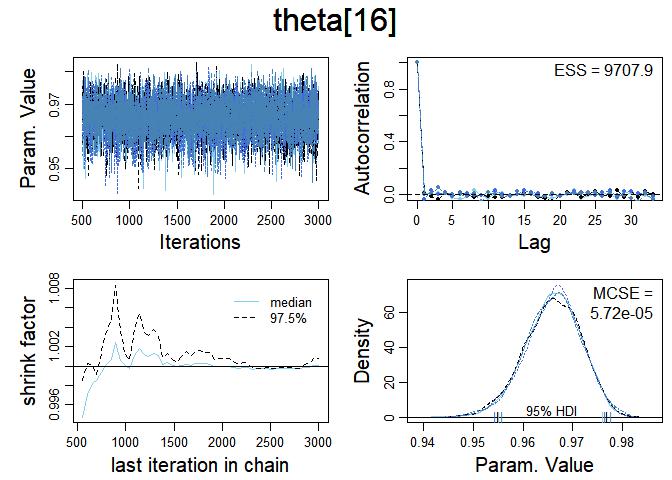 theta[16]
Param. Value
0.95
0.97
500
1000
1500
2000
2500
3000
Iterations
Autocorrelation
0.0
0.4
0.8
ESS = 9707.9
0
5
10
15
20
25
30
Lag
shrink factor
0.996
1.002
1.008
median
97.5%
500
1000
1500
2000
2500
3000
last iteration in chain
Density
0
20
40
60
MCSE =
5.72e-05
95% HDI
0.94
0.95
0.96
0.97
0.98
Param. Value